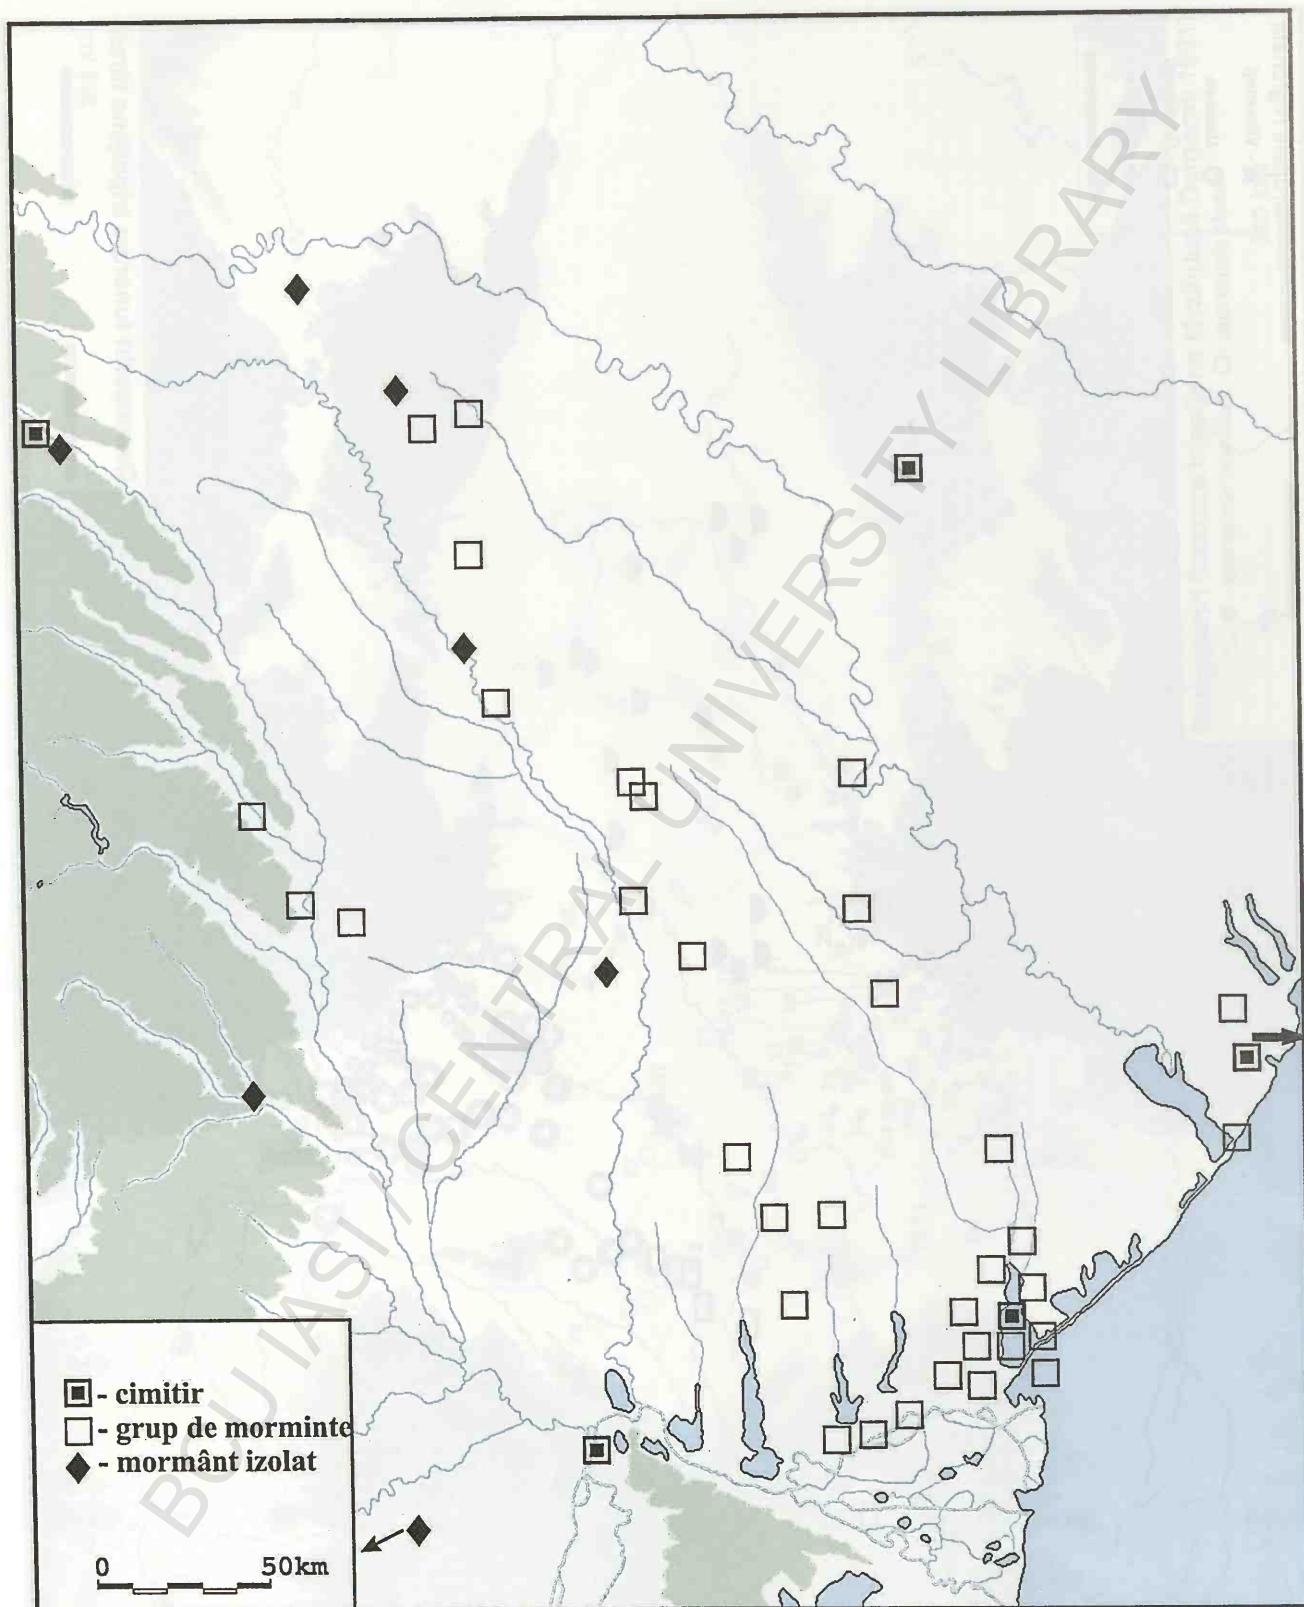 BCU IASI / CENTRAL UNIVERSITY LIBRARY
- cimitir
- grup de morminte
- mormânt izolat
0 50km